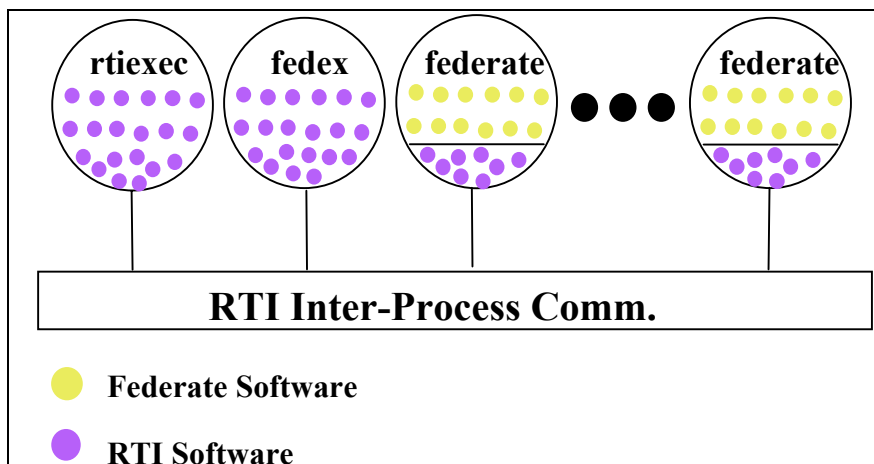 rtiexec fedex federate federate
RTI Inter-Process Comm.
Federate Software
RTI Software